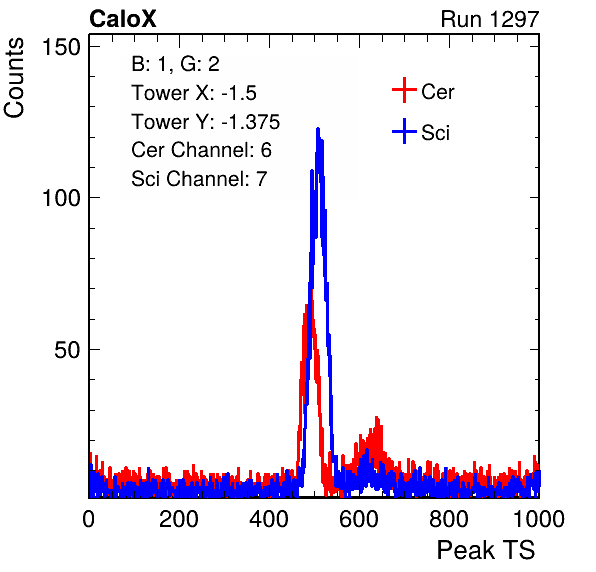 CaloX Run 1297
Counts
150
100
50
B: 1, G: 2
Tower X: -1.5
Tower Y: -1.375
Cer Channel: 6
Sci Channel: 7
Cer
Sci
0 200 400 600 800 1000
Peak TS